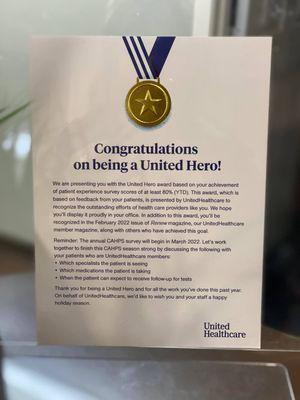 Congratulations
on being a United Hero!
We are presenting you with the United Hero award based on your achievement
of patient experience survey scores of at least 80% (YTD). This award, which is
based on feedback from your patients, is presented by UnitedHealthcare to
recognize the outstanding efforts of health care providers like you. We hope
you'll display it proudly in your office. In addition to this award, you'll be
recognized in the February 2022 issue of Renew magazine, our UnitedHealthcare
member magazine, along with others who have achieved this goal.
Reminder: The annual CAHPS survey will begin in March 2022. Let's work
together to finish this CAHPS season strong by discussing the following with
your patients who are UnitedHealthcare members:
• Which specialists the patient is seeing
• Which medications the patient is taking
• When the patient can expect to receive follow-up for tests
Thank you for being a United Hero and for all the work you've done this past year.
On behalf of UnitedHealthcare, we'd like to wish you and your staff a happy
holiday season.
United
Healthcare